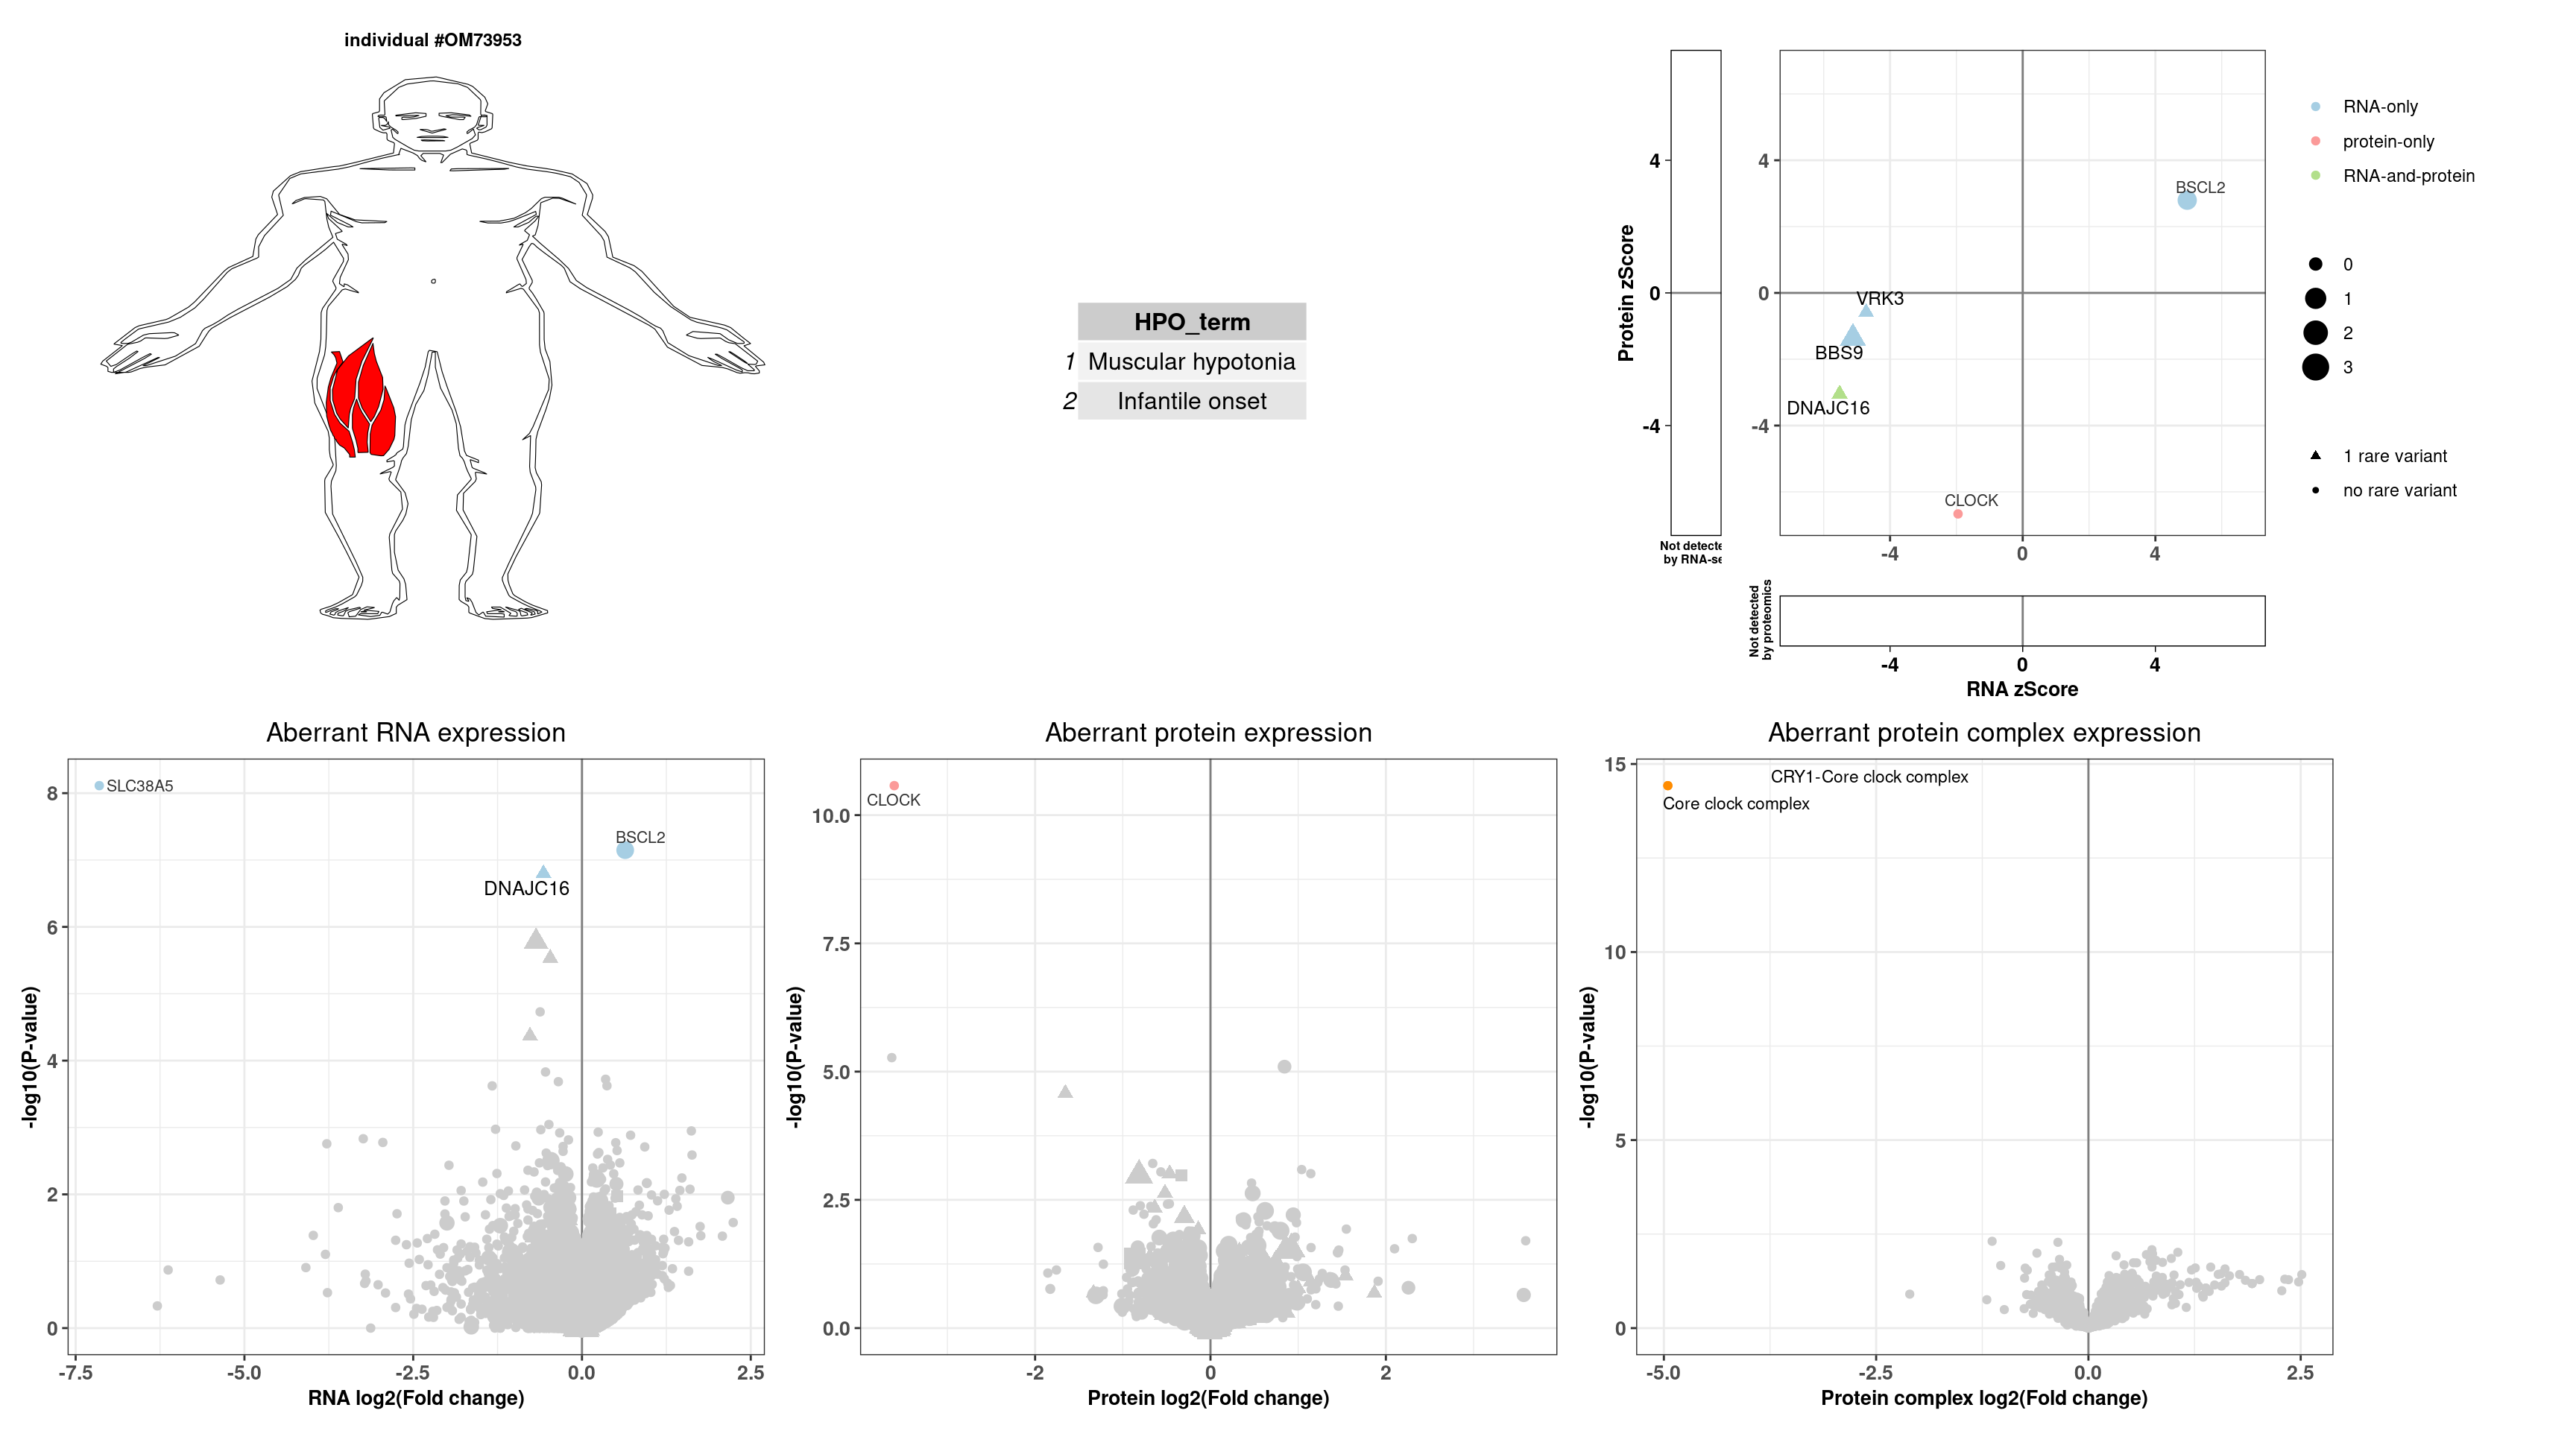 individual #OM73953
HPO_term
1 Muscular hypotonia
2 Infantile onset
Protein zScore
4
0
-4
Not detecte
by RNA-se
4
0
-4
BSCL2
VRK3
BBS9
DNAJC16
CLOCK
-4 0 4
Not detected
by proteomics
-4 0 4
RNA zScore
RNA-only
protein-only
RNA-and-protein
0
1
2
3
1 rare variant
no rare variant
Aberrant RNA expression
-log10(P-value)
8
6
4
2
0
SLC38A5
BSCL2
DNAJC16
-7.5 -5.0 -2.5 0.0 2.5
RNA log2(Fold change)
Aberrant protein expression
-log10(P-value)
10.0
7.5
5.0
2.5
0.0
CLOCK
-2 0 2
Protein log2(Fold change)
Aberrant protein complex expression
-log10(P-value)
15
10
5
0
CRY1-Core clock complex
Core clock complex
-5.0 -2.5 0.0 2.5
Protein complex log2(Fold change)